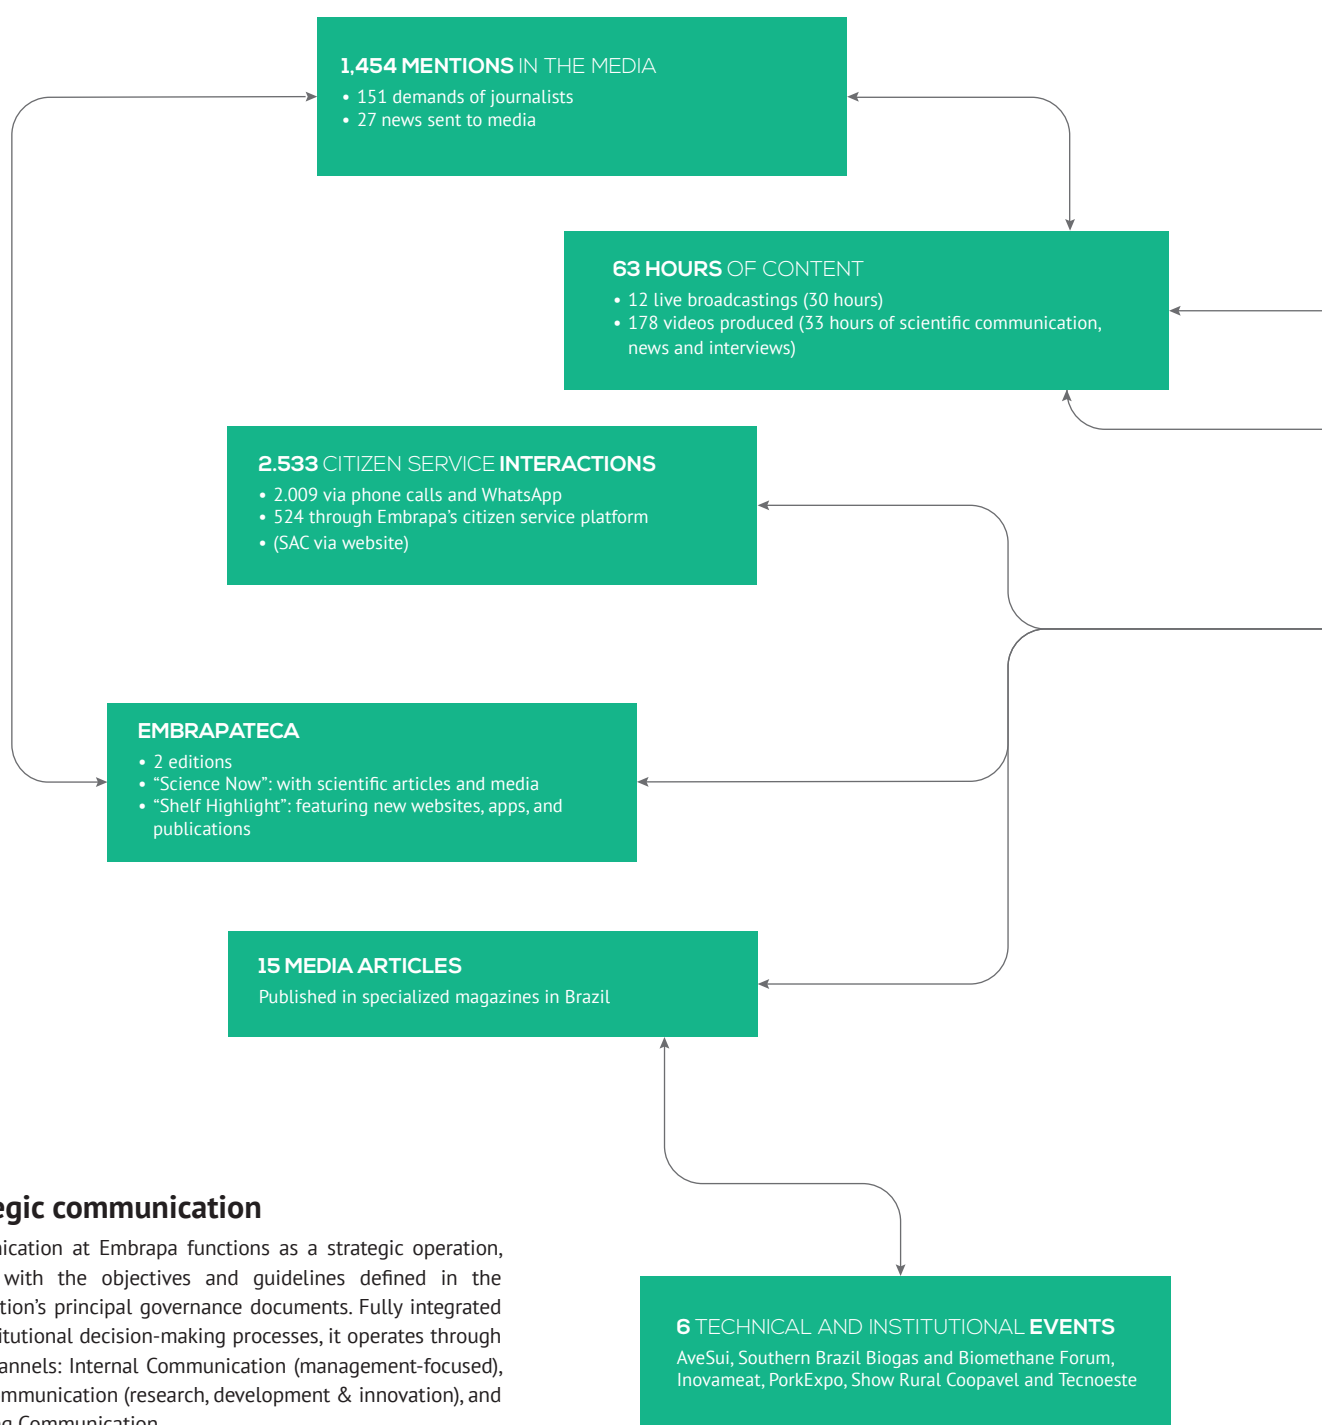 1,454 MENTIONS IN THE MEDIA
• 151 demands of journalists
• 27 news sent to media
63 HOURS OF CONTENT
• 12 live broadcastings (30 hours)
• 178 videos produced (33 hours of scientific communication,
news and interviews)
2.533 CITIZEN SERVICE INTERACTIONS
• 2.009 via phone calls and WhatsApp
• 524 through Embrapa’s citizen service platform
• (SAC via website)
EMBRAPATECA
• 2 editions
• “Science Now”: with scientific articles and media
• “Shelf Highlight”: featuring new websites, apps, and
publications
15 MEDIA ARTICLES
Published in specialized magazines in Brazil
egic communication
ication at Embrapa functions as a strategic operation,
with the objectives and guidelines defined in the
tion’s principal governance documents. Fully integrated
titutional decision-making processes, it operates through
annels: Internal Communication (management-focused),
mmunication (research, development & innovation), and
Communication
6 TECHNICAL AND INSTITUTIONAL EVENTS
AveSui, Southern Brazil Biogas and Biomethane Forum,
Inovameat, PorkExpo, Show Rural Coopavel and Tecnoeste